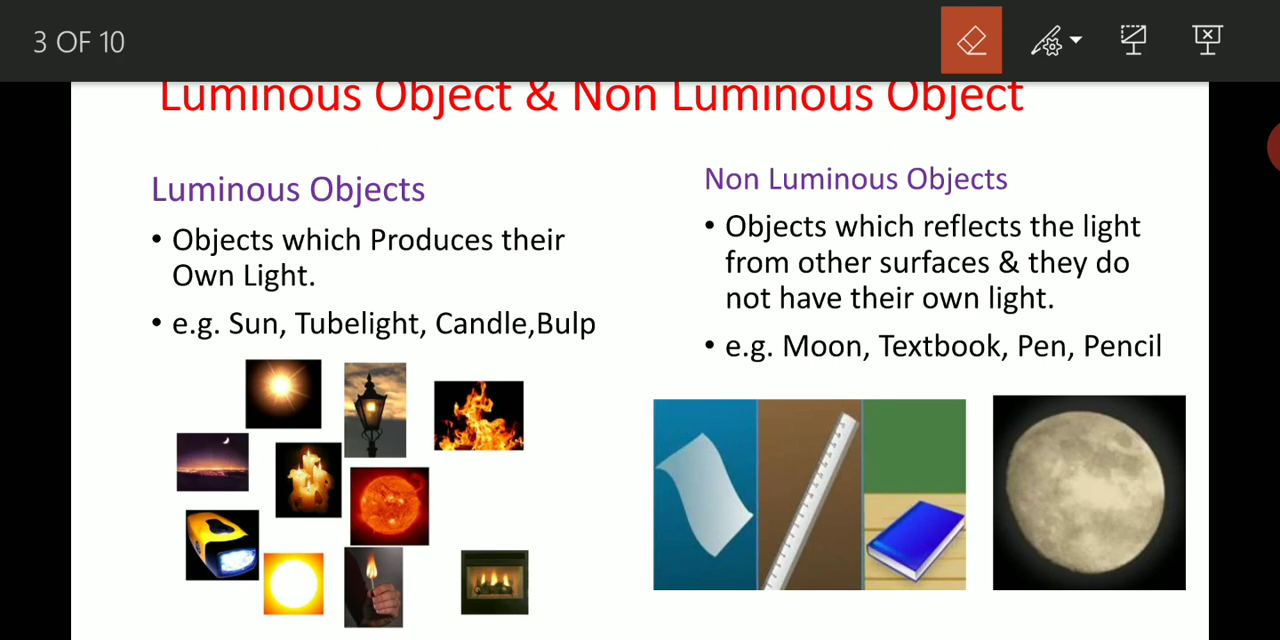 3 OF 10
Luminous Object & Non Luminous Object
Luminous Objects
• Objects which Produces their
Own Light.
• e.g. Sun, Tubelight, Candle,Bulp
Non Luminous Objects
• Objects which reflects the light
from other surfaces & they do
not have their own light.
• e.g. Moon, Textbook, Pen, Pencil